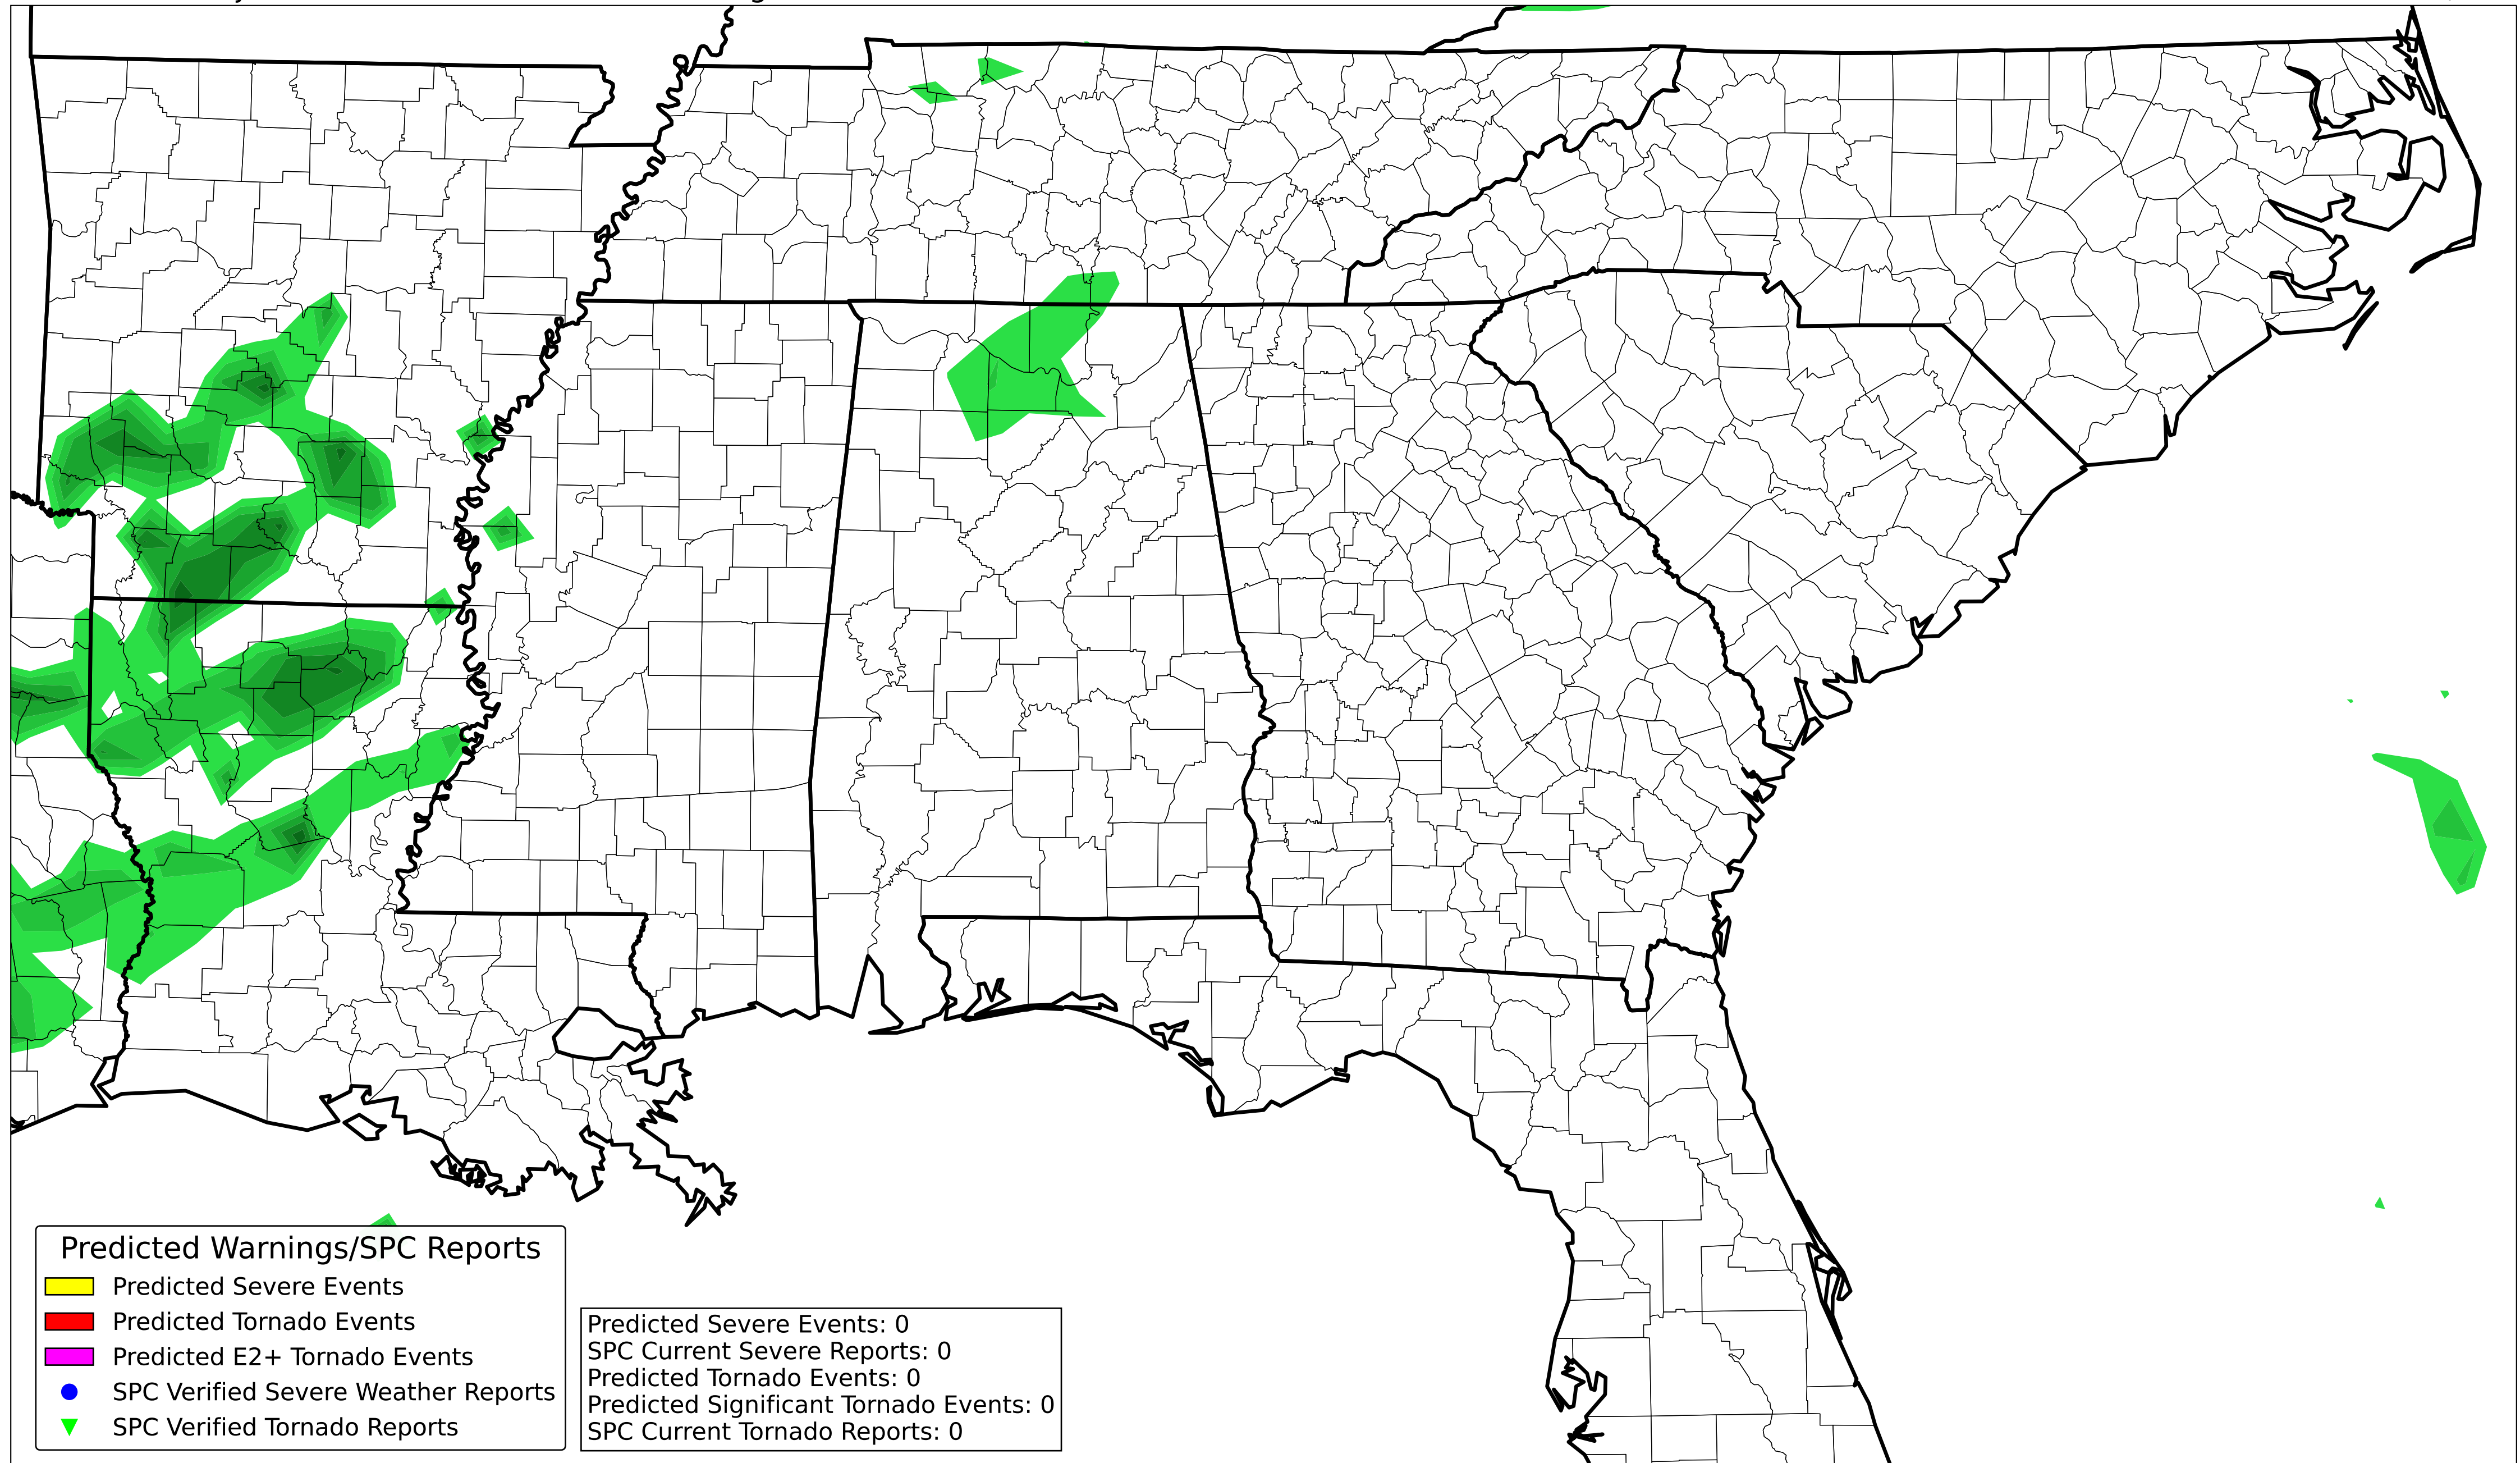 Predicted Warnings/SPC Reports
Predicted Severe Events
Predicted Tornado Events
Predicted E2+ Tornado Events
SPC Verified Severe Weather Reports
SPC Verified Tornado Reports
Predicted Severe Events: 0
SPC Current Severe Reports: 0
Predicted Tornado Events: 0
Predicted Significant Tornado Events: 0
SPC Current Tornado Reports: 0